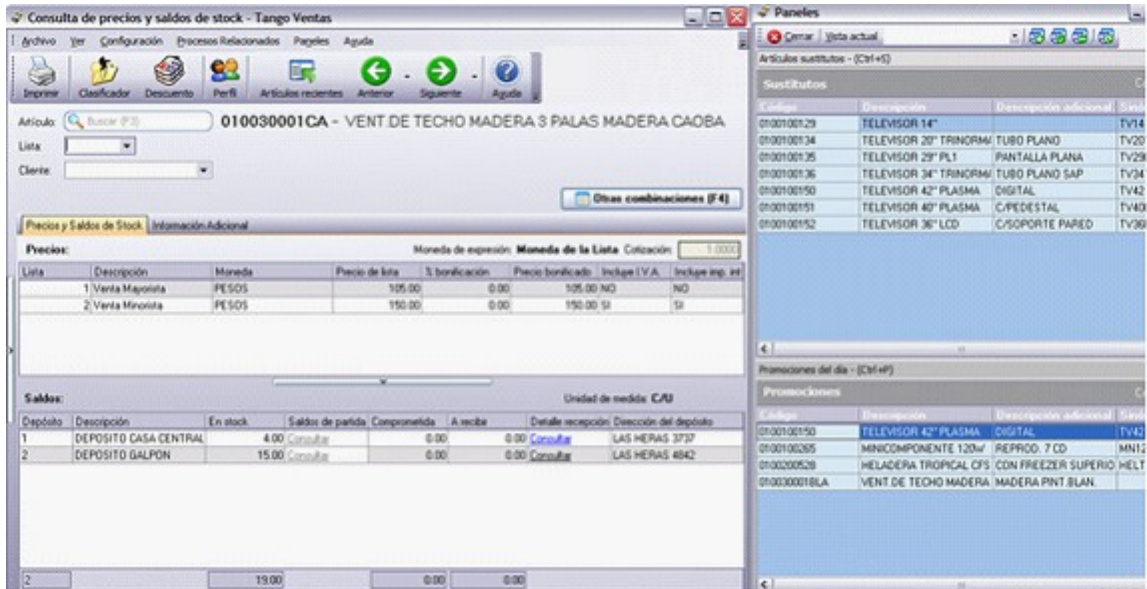 Consulta de precios y saldos de stock - Tango Ventas
Archivo Ver Configuración Procesos Relacionados Paneles Ayuda
Imprimir Clasificador Descuento Perfil Artículos recientes Anterior Siguiente Ayuda
Artículo: Buscar (F3) 010030001CA - VENT.DE TECHO MADERA 3 PALAS MADERA CAOBA
Lista:
Cliente:
Otras combinaciones (F4)
Precios y Saldos de Stock Información Adicional
Precios: Moneda de expresión: Moneda de la Lista Cotización: 1.0000
Lista Descripción Moneda Precio de lista % bonificación Precio bonificado Incluye I.V.A. Incluye imp. int
1 Venta Mayorista PESOS 105.00 0.00 105.00 NO NO
2 Venta Minorista PESOS 150.00 0.00 150.00 SI SI
Saldos: Unidad de medida: C/U
Depósito Descripción En stock Saldos de partida Comprometida A recibir Detalle recepción Dirección del depósito
1 DEPOSITO CASA CENTRAL 4.00 Consultar 0.00 0.00 Consultar LAS HERAS 3737
2 DEPOSITO GALPON 15.00 Consultar 0.00 0.00 Consultar LAS HERAS 4842
2 19.00 0.00 0.00
Paneles
Cerrar Vista actual
Artículos sustitutos - (Ctrl+S)
Sustitutos
Código Descripción Descripción adicional
0100100129 TELEVISOR 14" TV14
0100100134 TELEVISOR 20" TRINORMA TUBO PLANO TV20
0100100135 TELEVISOR 29" PL1 PANTALLA PLANA TV29
0100100136 TELEVISOR 34" TRINORMA TUBO PLANO SAP TV34
0100100150 TELEVISOR 42" PLASMA DIGITAL TV42
0100100151 TELEVISOR 40" PLASMA C/PEDESTAL TV40
0100100152 TELEVISOR 36" LCD C/SOPORTE PARED TV36
Promociones del día - (Ctrl+P)
Promociones
Código Descripción Descripción adicional
0100100150 TELEVISOR 42" PLASMA DIGITAL TV42
0100100265 MINICOMPONENTE 120W REPROD. 7 CD MN12
0100200528 HELADERA TROPICAL CFS CON FREEZER SUPERIO HELT
010030001BLA VENT.DE TECHO MADERA MADERA PINT.BLAN.